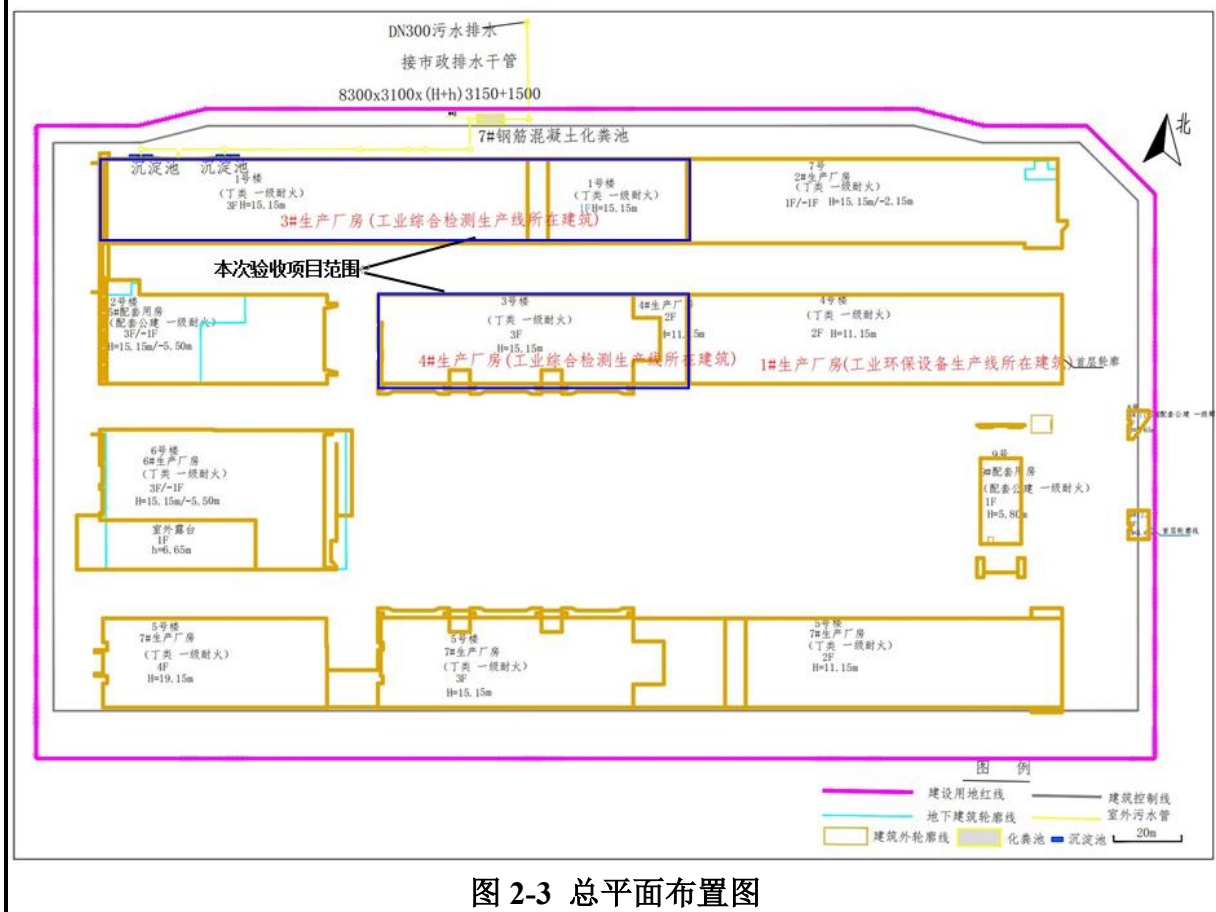 DN300污水排水
接市政排水干管
8300x3100x(H+h)3150+1500
7#钢筋混凝土化粪池
北
沉淀池
沉淀池
1号楼
(丁类 一级耐火)
3FH=15.15m
1号楼
(丁类 一级耐火)
1FH=15.15m
3#生产厂房(工业综合检测生产线所在建筑)
7号
2#生产厂房
(丁类 一级耐火)
1F/-1F H=15.15m/-2.15m
本次验收项目范围
2号楼
5#配套用房
(配套公建 一级耐火)
3F/-1F
H=15.15m/-5.50m
3号楼
(丁类 一级耐火)
3F
H=15.15m
4#生产厂房
2F
H=11.15m
4#生产厂房(工业综合检测生产线所在建筑)
4号楼
(丁类 一级耐火)
2F H=11.15m
1#生产厂房(工业环保设备生产线所在建筑)
首层轮廓
配套公建 一级
6号楼
6#生产厂房
(丁类 一级耐火)
3F/-1F
H=15.15m/-5.50m
室外露台
1F
h=6.65m
9号
#配套用房
(配套公建 一级耐火)
1F
H=5.80m
首层轮廓线
5号楼
7#生产厂房
(丁类 一级耐火)
4F
H=19.15m
5号楼
7#生产厂房
(丁类 一级耐火)
3F
H=15.15m
5号楼
7#生产厂房
(丁类 一级耐火)
2F
H=11.15m
图 例
建设用地红线
建筑控制线
地下建筑轮廓线
室外污水管
建筑外轮廓线
化粪池
沉淀池
20m
图 2-3 总平面布置图